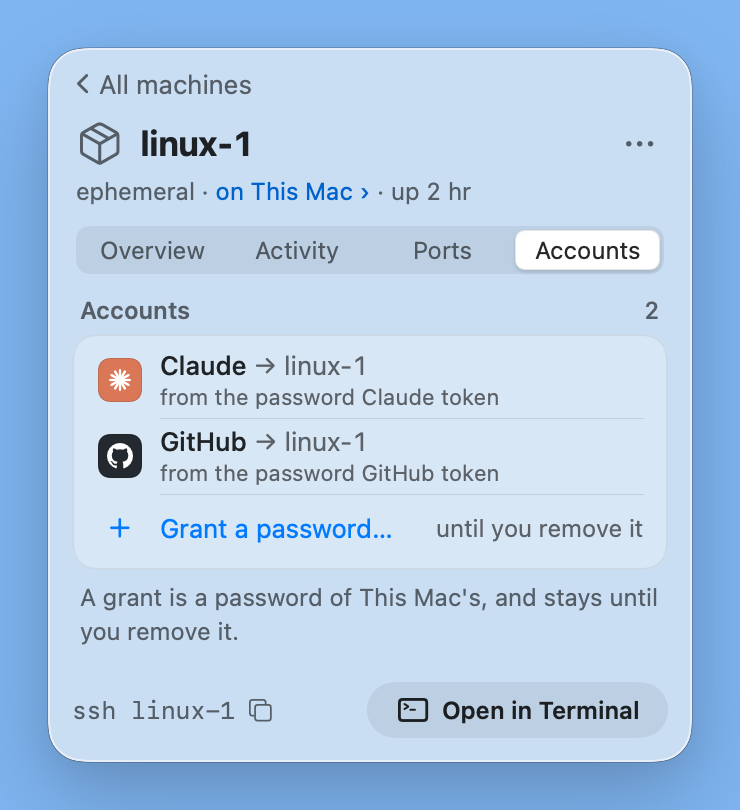 All machines
linux-1
ephemeral · on This Mac › · up 2 hr
Overview Activity Ports Accounts
Accounts 2
Claude → linux-1
from the password Claude token
GitHub → linux-1
from the password GitHub token
+ Grant a password... until you remove it
A grant is a password of This Mac's, and stays until
you remove it.
ssh linux-1 Open in Terminal